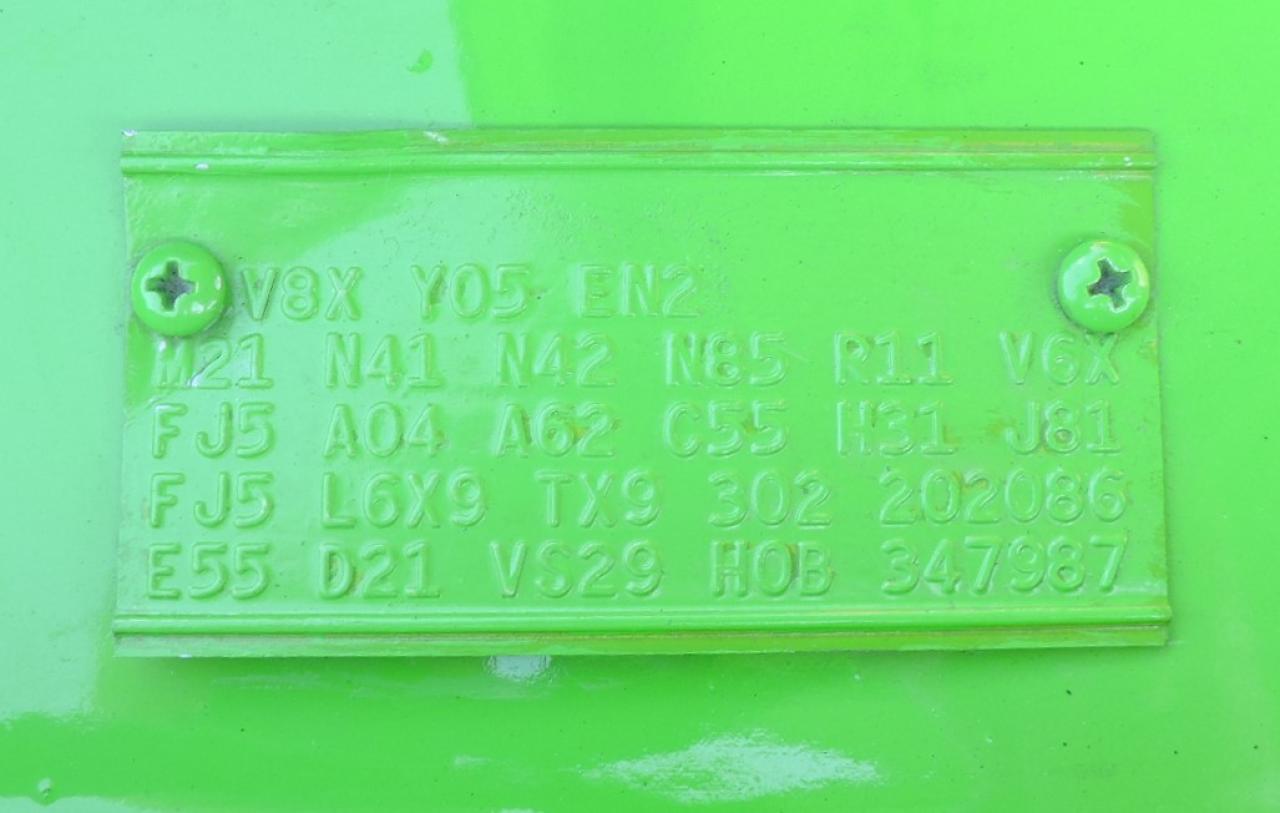 V8X Y05 EN2
M21 N41 N42 N85 R11 V6X
FJ5 A04 A62 C55 H31 J81
FJ5 L6X9 TX9 302 202086
E55 D21 VS29 H0B 347987